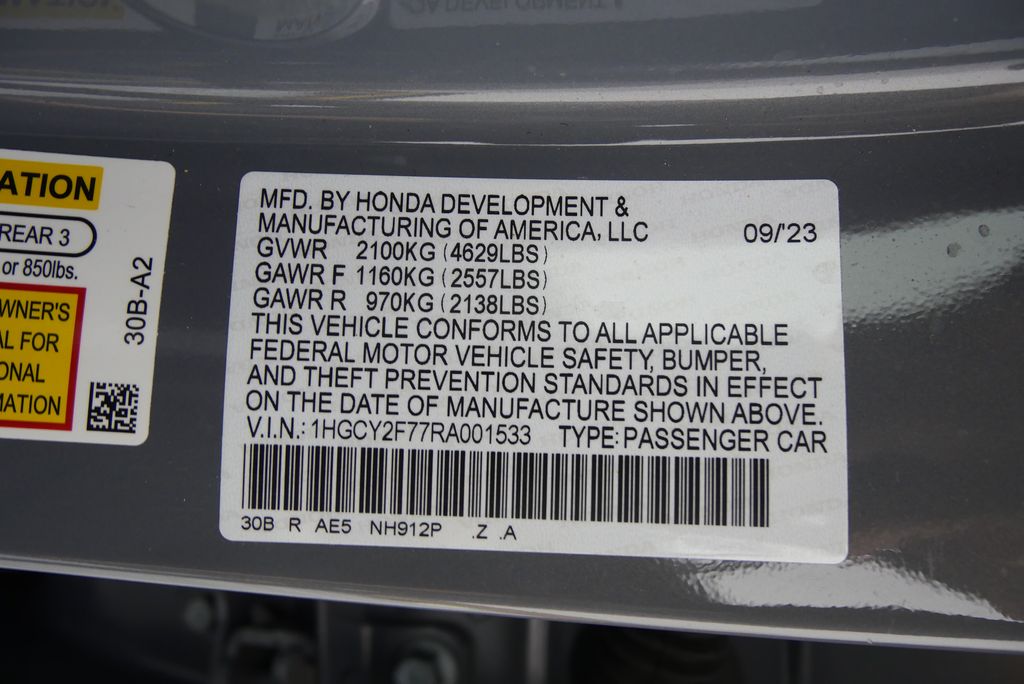 ATION
REAR 3
or 850lbs.
WNER'S
AL FOR
ONAL
MATION
30B-A2
MFD. BY HONDA DEVELOPMENT &
MANUFACTURING OF AMERICA, LLC 09/'23
GVWR 2100KG (4629LBS)
GAWR F 1160KG (2557LBS)
GAWR R 970KG (2138LBS)
THIS VEHICLE CONFORMS TO ALL APPLICABLE
FEDERAL MOTOR VEHICLE SAFETY, BUMPER,
AND THEFT PREVENTION STANDARDS IN EFFECT
ON THE DATE OF MANUFACTURE SHOWN ABOVE.
V.I.N.: 1HGCY2F77RA001533 TYPE: PASSENGER CAR
30B R AE5 NH912P .Z .A